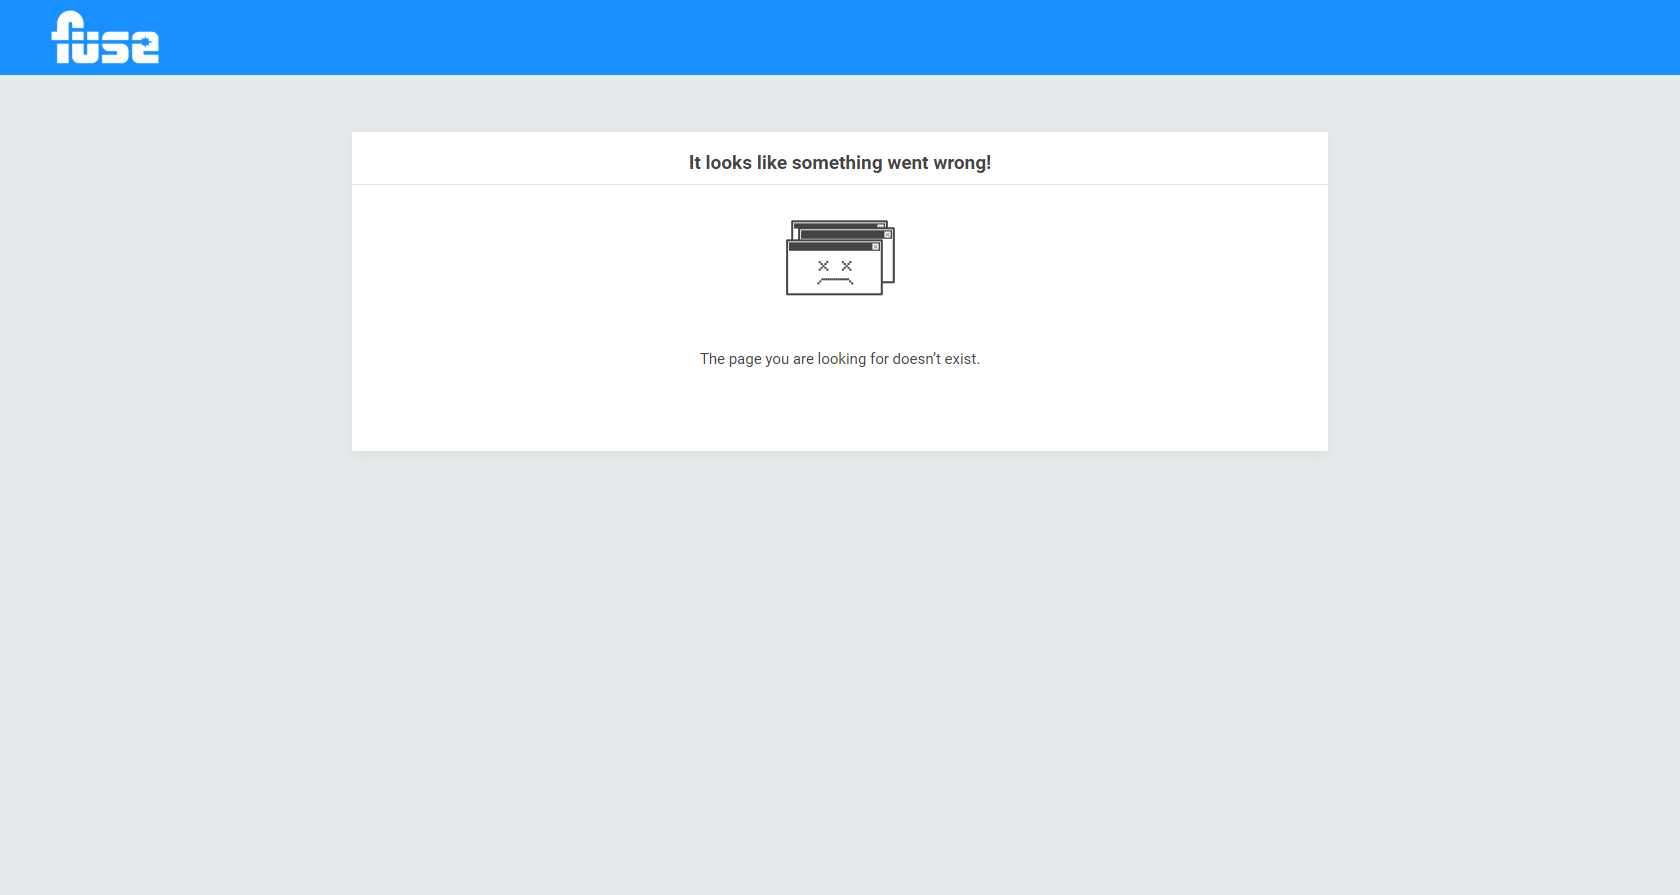 fuse
It looks like something went wrong!
The page you are looking for doesn’t exist.